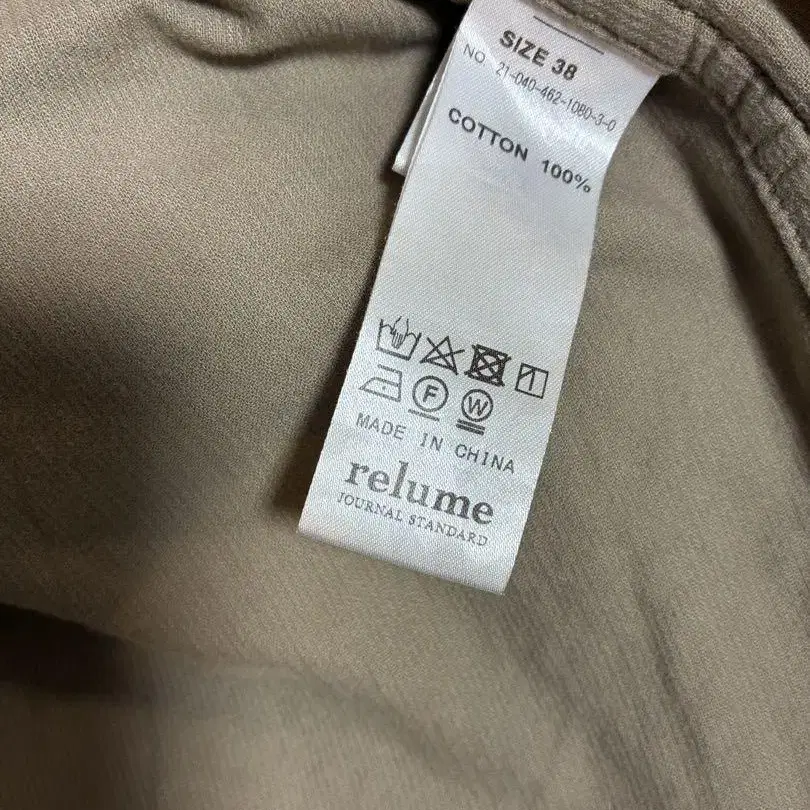 SIZE 38
NO 21-040-462-1080-3-0
COTTON 100%
F W
MADE IN CHINA
relume
JOURNAL STANDARD